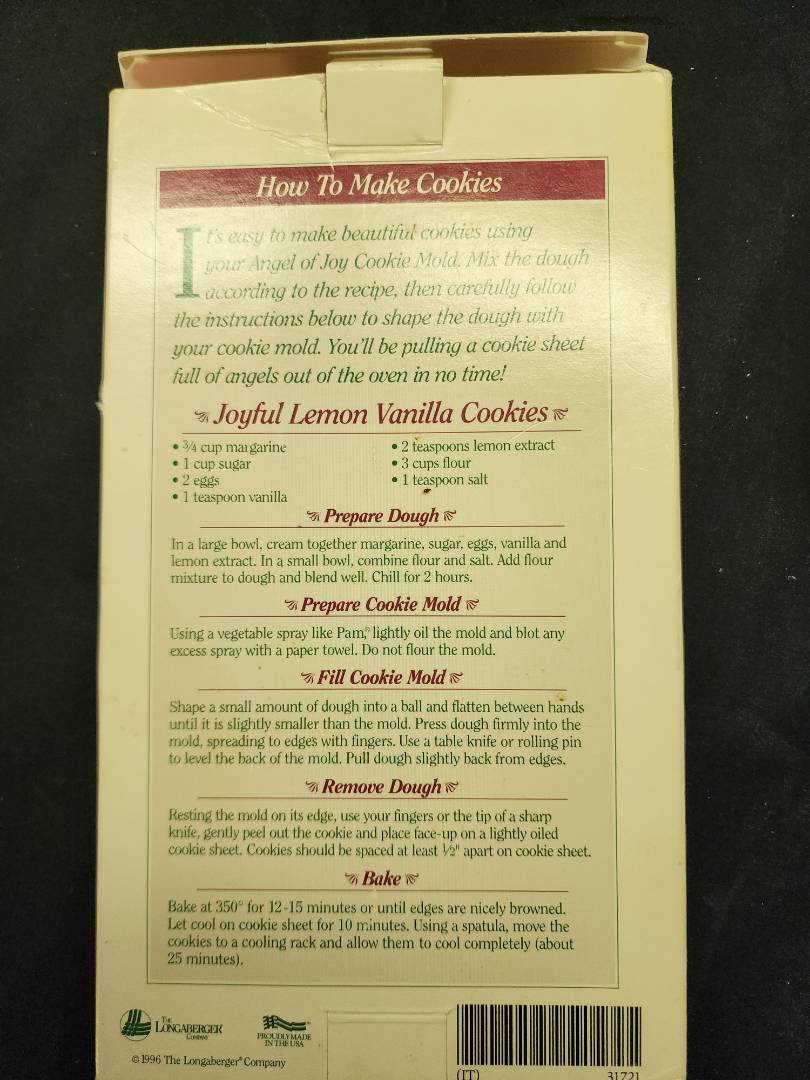 How To Make Cookies
It's easy to make beautiful cookies using
your Angel of Joy Cookie Mold. Mix the dough
according to the recipe, then carefully follow
the instructions below to shape the dough with
your cookie mold. You'll be pulling a cookie sheet
full of angels out of the oven in no time!
Joyful Lemon Vanilla Cookies
• 3/4 cup margarine
• 1 cup sugar
• 2 eggs
• 1 teaspoon vanilla
• 2 teaspoons lemon extract
• 3 cups flour
• 1 teaspoon salt
Prepare Dough
In a large bowl, cream together margarine, sugar, eggs, vanilla and
lemon extract. In a small bowl, combine flour and salt. Add flour
mixture to dough and blend well. Chill for 2 hours.
Prepare Cookie Mold
Using a vegetable spray like Pam,® lightly oil the mold and blot any
excess spray with a paper towel. Do not flour the mold.
Fill Cookie Mold
Shape a small amount of dough into a ball and flatten between hands
until it is slightly smaller than the mold. Press dough firmly into the
mold, spreading to edges with fingers. Use a table knife or rolling pin
to level the back of the mold. Pull dough slightly back from edges.
Remove Dough
Resting the mold on its edge, use your fingers or the tip of a sharp
knife, gently peel out the cookie and place face-up on a lightly oiled
cookie sheet. Cookies should be spaced at least 1/2" apart on cookie sheet.
Bake
Bake at 350° for 12-15 minutes or until edges are nicely browned.
Let cool on cookie sheet for 10 minutes. Using a spatula, move the
cookies to a cooling rack and allow them to cool completely (about
25 minutes).
THE
LONGABERGER
COMPANY
PROUDLY MADE
IN THE USA
© 1996 The Longaberger® Company
(IT) 31721